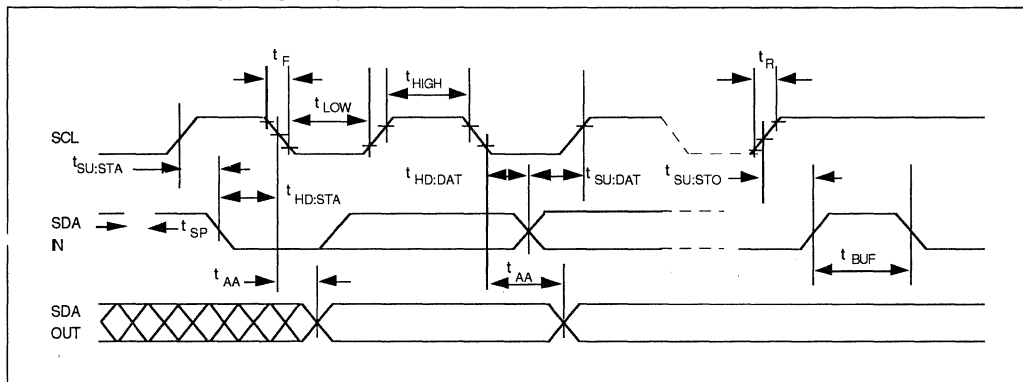 t F
t R
t HIGH
t LOW
SCL
t SU:STA
t HD:STA
t HD:DAT
t SU:DAT
t SU:STO
SDA
IN
t SP
t BUF
t AA
t AA
SDA
OUT